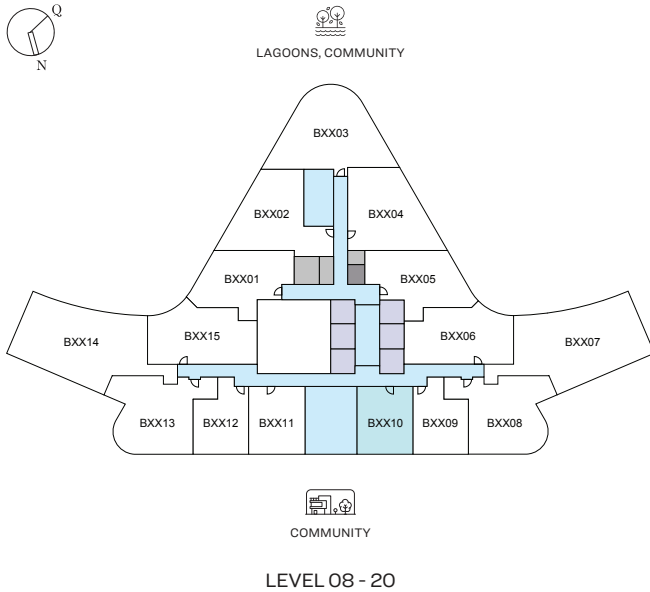 Q
N
LAGOONS, COMMUNITY
BXX03
BXX02
BXX04
BXX01
BXX05
BXX14
BXX15
BXX06
BXX07
BXX13
BXX12
BXX11
BXX10
BXX09
BXX08
COMMUNITY
LEVEL 08 - 20